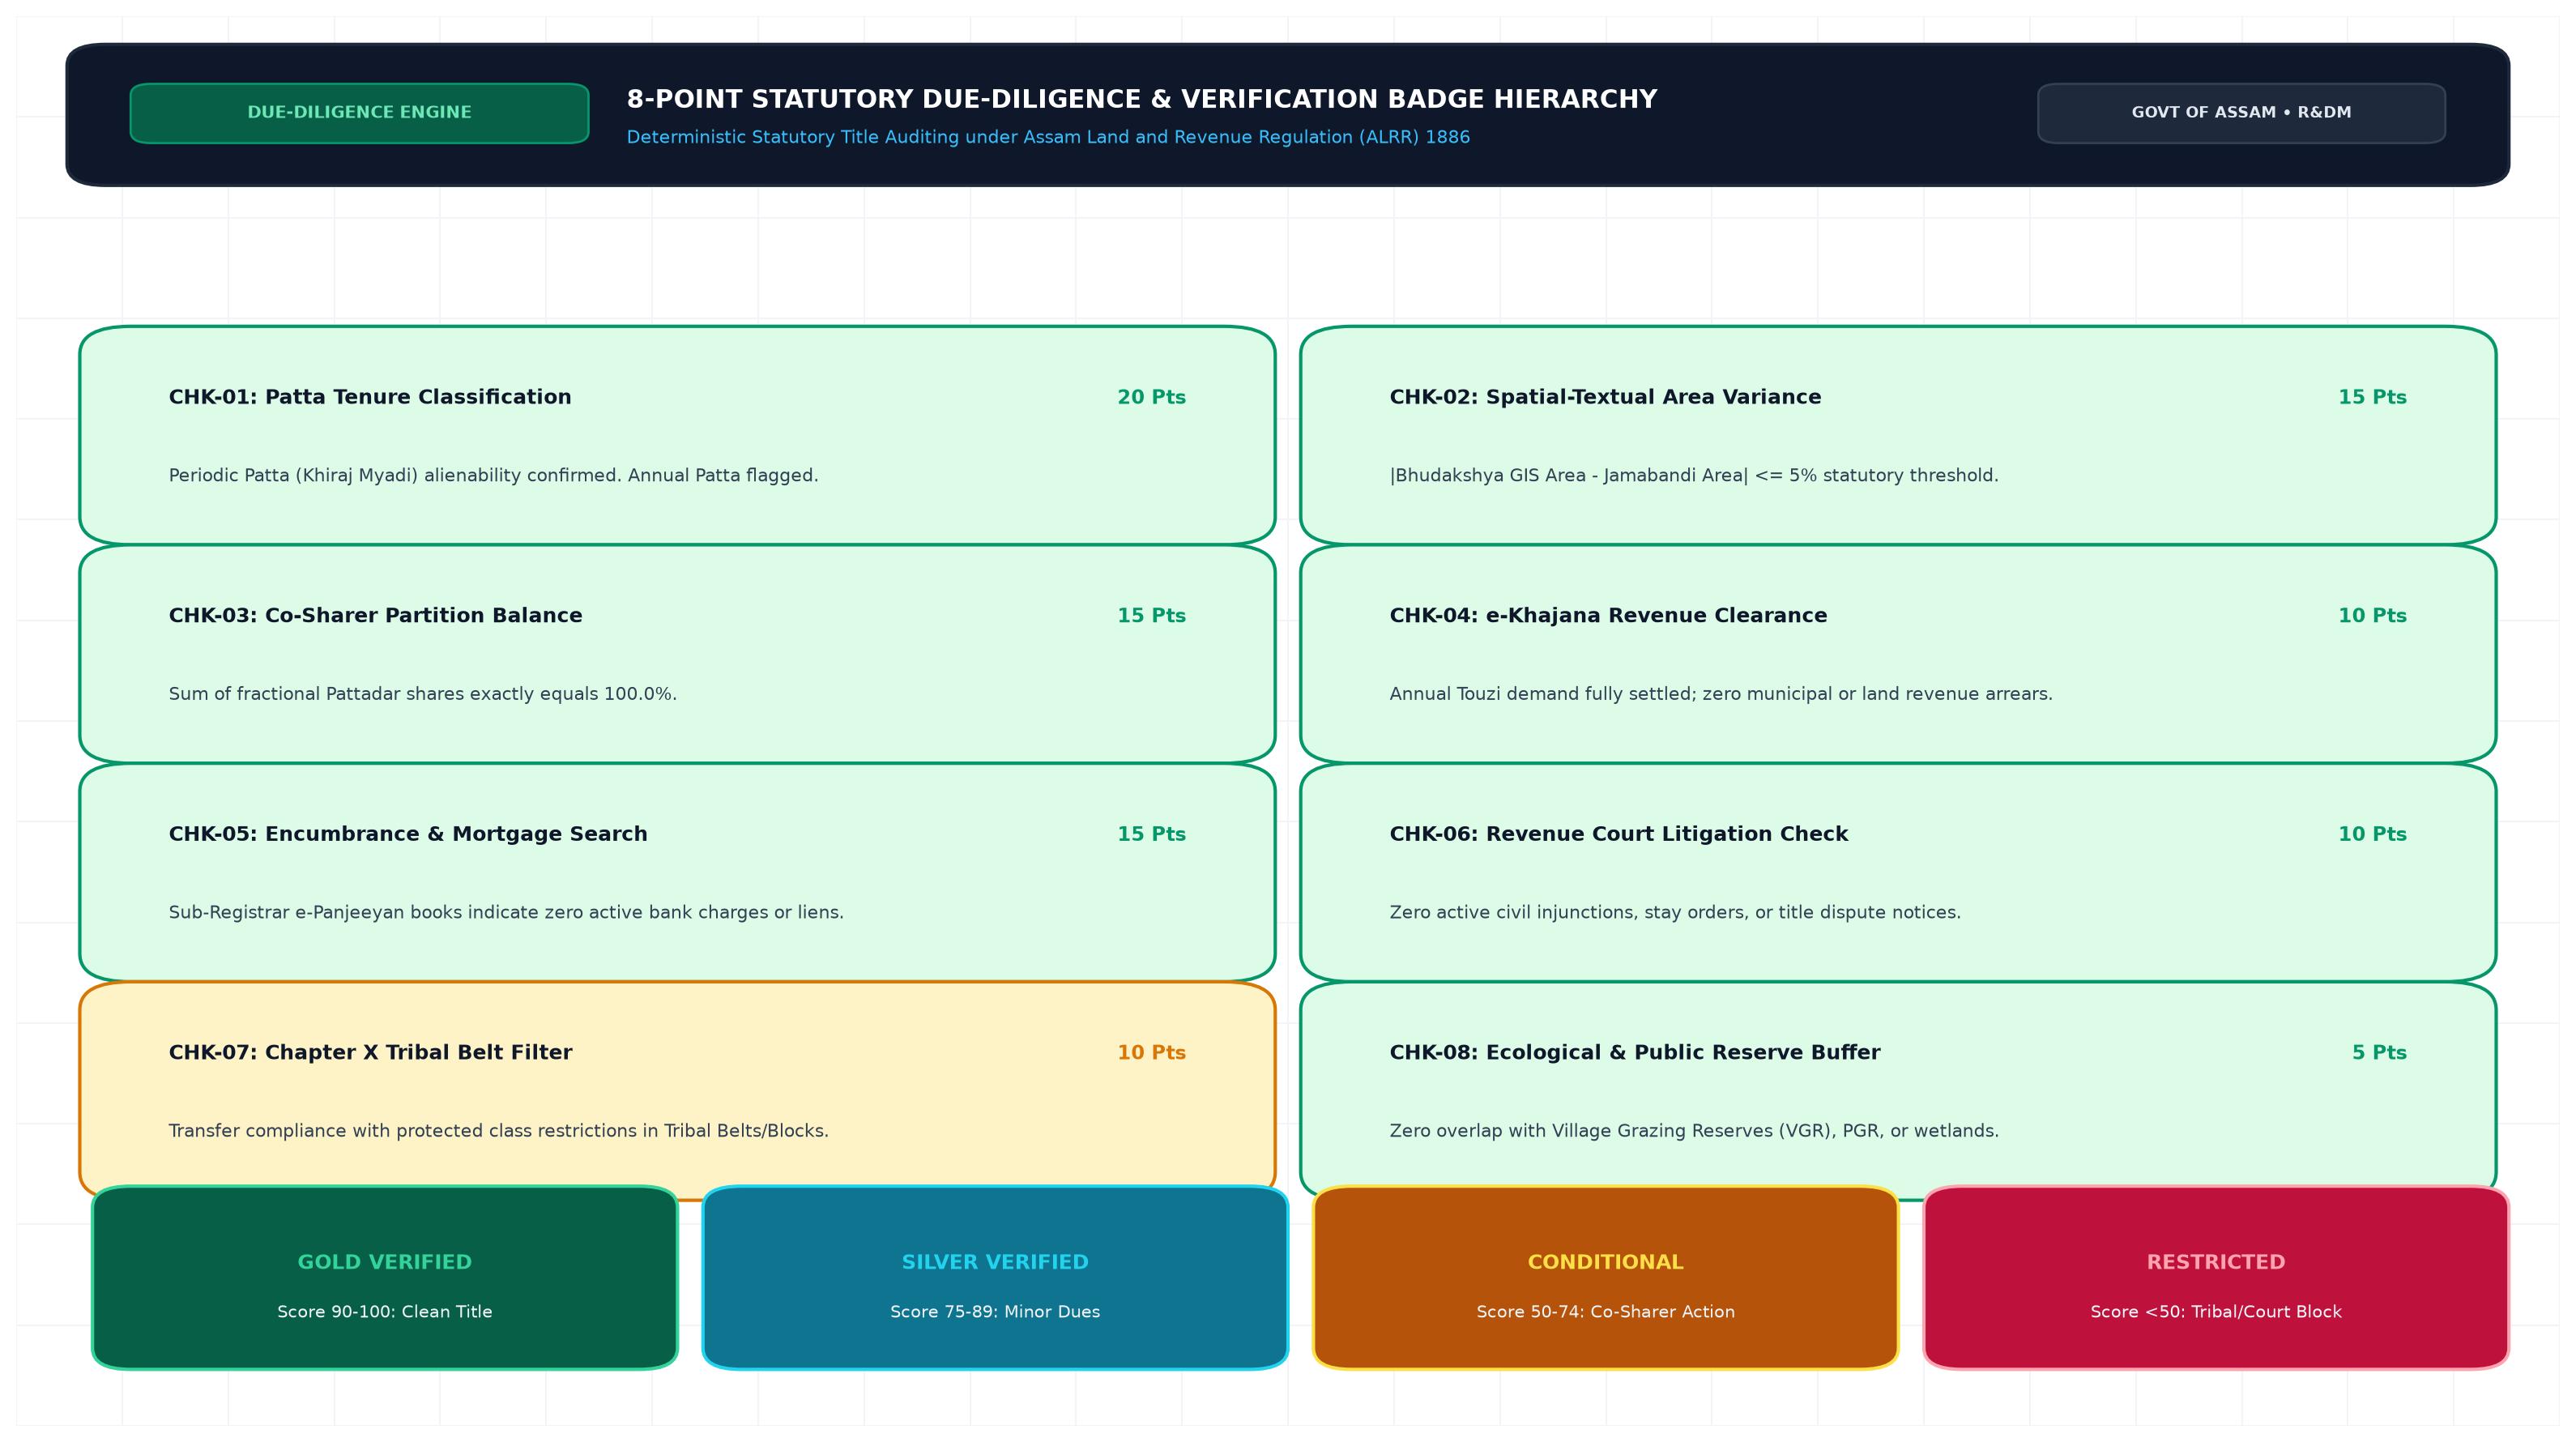 DUE-DILIGENCE ENGINE
8-POINT STATUTORY DUE-DILIGENCE & VERIFICATION BADGE HIERARCHY
Deterministic Statutory Title Auditing under Assam Land and Revenue Regulation (ALRR) 1886
GOVT OF ASSAM • R&DM
CHK-01: Patta Tenure Classification
20 Pts
Periodic Patta (Khiraj Myadi) alienability confirmed. Annual Patta flagged.
CHK-02: Spatial-Textual Area Variance
15 Pts
|Bhudakshya GIS Area - Jamabandi Area| <= 5% statutory threshold.
CHK-03: Co-Sharer Partition Balance
15 Pts
Sum of fractional Pattadar shares exactly equals 100.0%.
CHK-04: e-Khajana Revenue Clearance
10 Pts
Annual Touzi demand fully settled; zero municipal or land revenue arrears.
CHK-05: Encumbrance & Mortgage Search
15 Pts
Sub-Registrar e-Panjeeyan books indicate zero active bank charges or liens.
CHK-06: Revenue Court Litigation Check
10 Pts
Zero active civil injunctions, stay orders, or title dispute notices.
CHK-07: Chapter X Tribal Belt Filter
10 Pts
Transfer compliance with protected class restrictions in Tribal Belts/Blocks.
CHK-08: Ecological & Public Reserve Buffer
5 Pts
Zero overlap with Village Grazing Reserves (VGR), PGR, or wetlands.
GOLD VERIFIED
Score 90-100: Clean Title
SILVER VERIFIED
Score 75-89: Minor Dues
CONDITIONAL
Score 50-74: Co-Sharer Action
RESTRICTED
Score <50: Tribal/Court Block